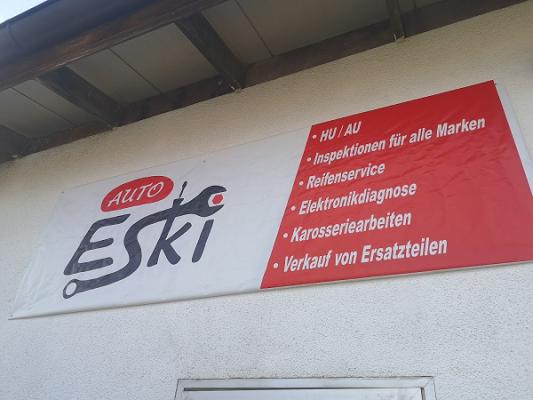 AUTO
ESki
• HU / AU
• Inspektionen für alle Marken
• Reifenservice
• Elektronikdiagnose
• Karosseriearbeiten
• Verkauf von Ersatzteilen